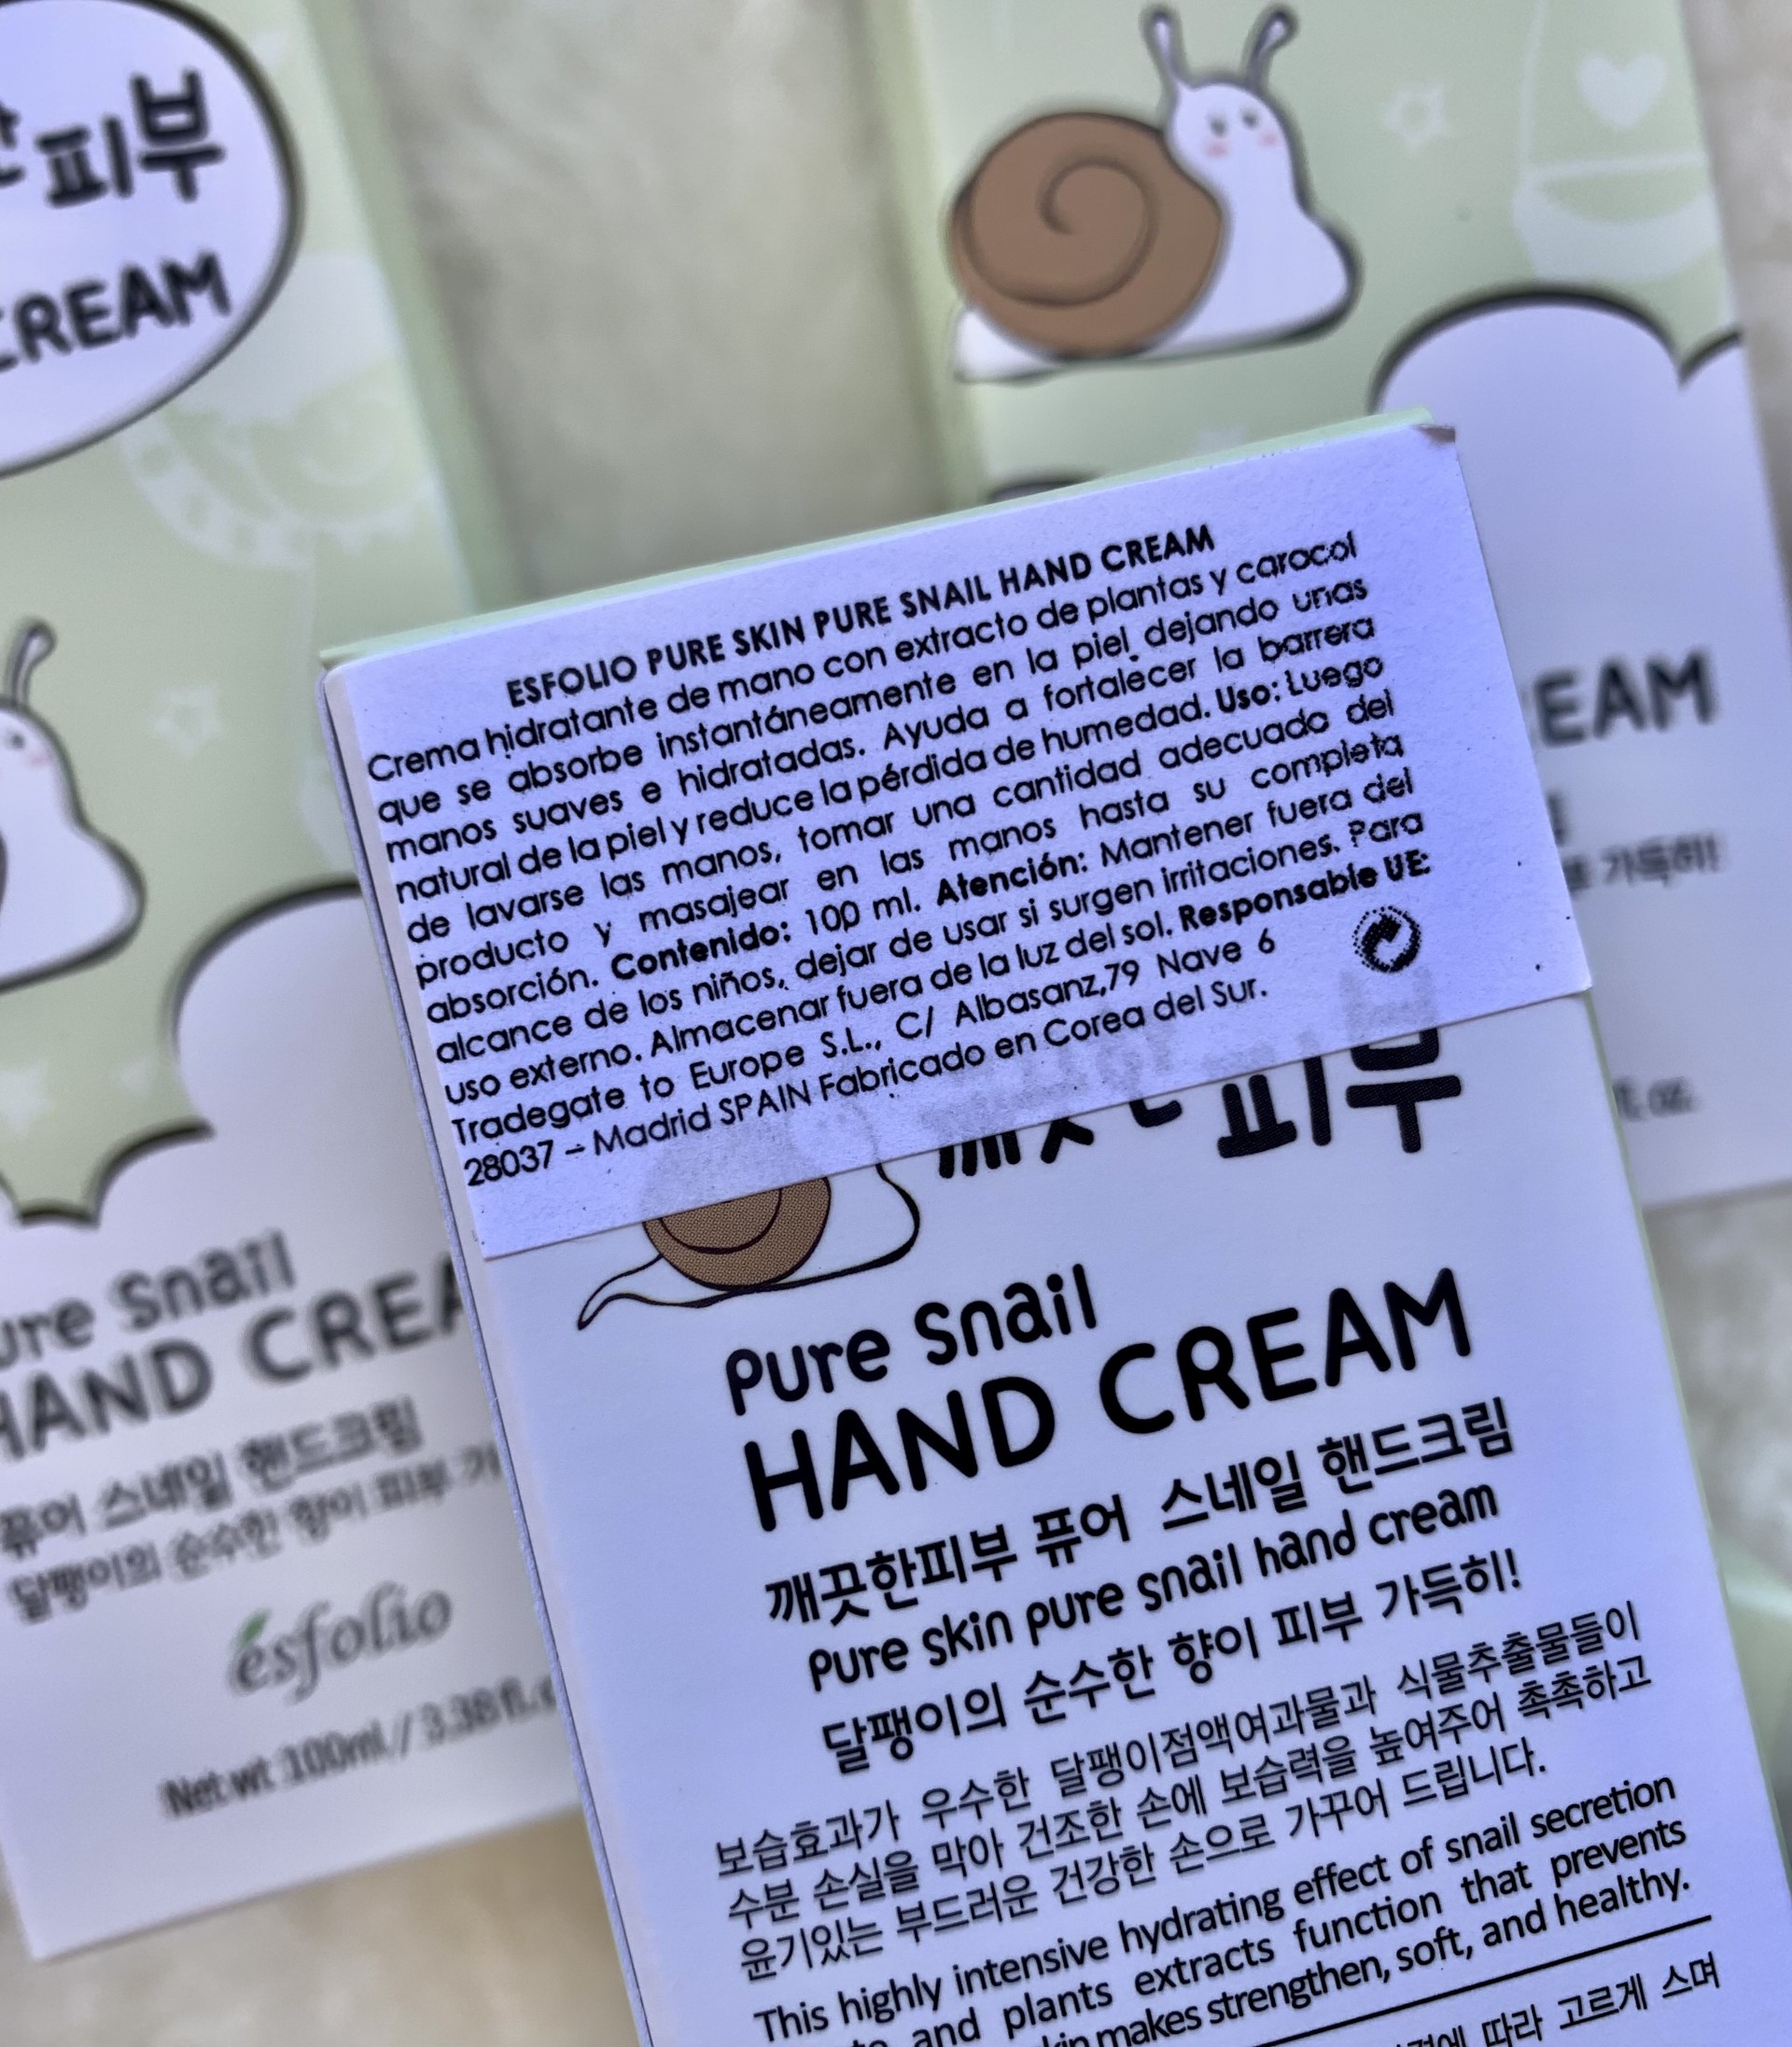 피부
CREAM
ESFOLIO PURE SKIN PURE SNAIL HAND CREAM
Crema hidratante de mano con extracto de plantas y caracol
que se absorbe instantáneamente en la piel, dejando unas
manos suaves e hidratadas. Ayuda a fortalecer la barrera
natural de la piel y reduce la pérdida de humedad. Uso: Luego
de lavarse las manos, tomar una cantidad adecuada del
producto y masajear en las manos hasta su completa
absorción. Contenido: 100 ml. Atención: Mantener fuera del
alcance de los niños, dejar de usar si surgen irritaciones. Para
uso externo. Almacenar fuera de la luz del sol. Responsable UE:
Tradegate to Europe S.L., C/ Albasanz,79 Nave 6
28037 – Madrid SPAIN Fabricado en Corea del Sur.
피부
Pure Snail
HAND CREAM
깨끗한피부 퓨어 스네일 핸드크림
pure skin pure snail hand cream
달팽이의 순수한 향이 피부 가득히!
보습효과가 우수한 달팽이점액여과물과 식물추출물들이
수분 손실을 막아 건조한 손에 보습력을 높여주어 촉촉하고
윤기있는 부드러운 건강한 손으로 가꾸어 드립니다.
This highly intensive hydrating effect of snail secretion
and plants extracts function that prevents
makes strengthen, soft, and healthy.
따라 고르게 스며
Snail
HAND
퓨어 스네일 핸드크림
달팽이의 순수한 향이 피부
esfolio
Net wt 100ml / 3.38fl.
EAM
가득히!